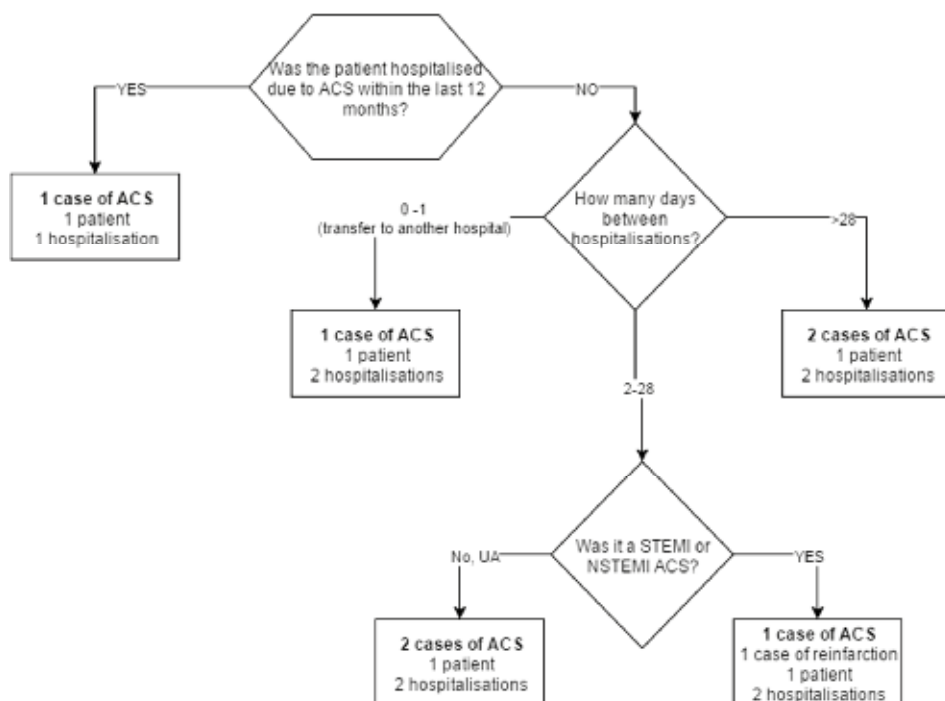 Was the patient hospitalised
due to ACS within the last 12
months?
YES
NO
1 case of ACS
1 patient
1 hospitalisation
How many days
between
hospitalisations?
0 -1
(transfer to another hospital)
>28
1 case of ACS
1 patient
2 hospitalisations
2 cases of ACS
1 patient
2 hospitalisations
2-28
Was it a STEMI or
NSTEMI ACS?
No, UA
YES
2 cases of ACS
1 patient
2 hospitalisations
1 case of ACS
1 case of reinfarction
1 patient
2 hospitalisations